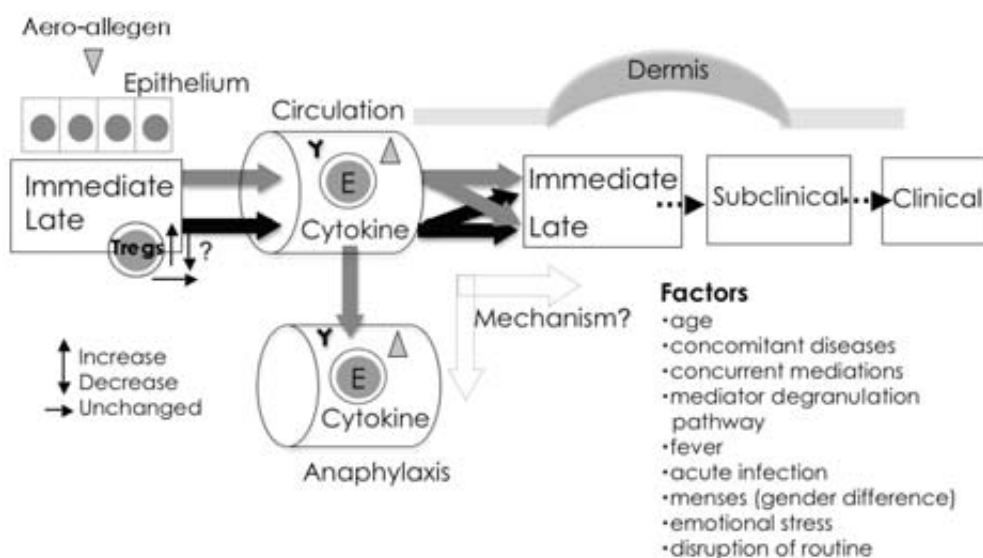 Aero-allegen
Epithelium
Circulation
Dermis
Immediate
Late
Tregs
?
Y
E
Cytokine
Immediate
Late
Subclinical
Clinical
Increase
Decrease
Unchanged
Y
E
Cytokine
Anaphylaxis
Mechanism?
Factors
•age
•concomitant diseases
•concurrent mediations
•mediator degranulation
pathway
•fever
•acute infection
•menses (gender difference)
•emotional stress
•disruption of routine